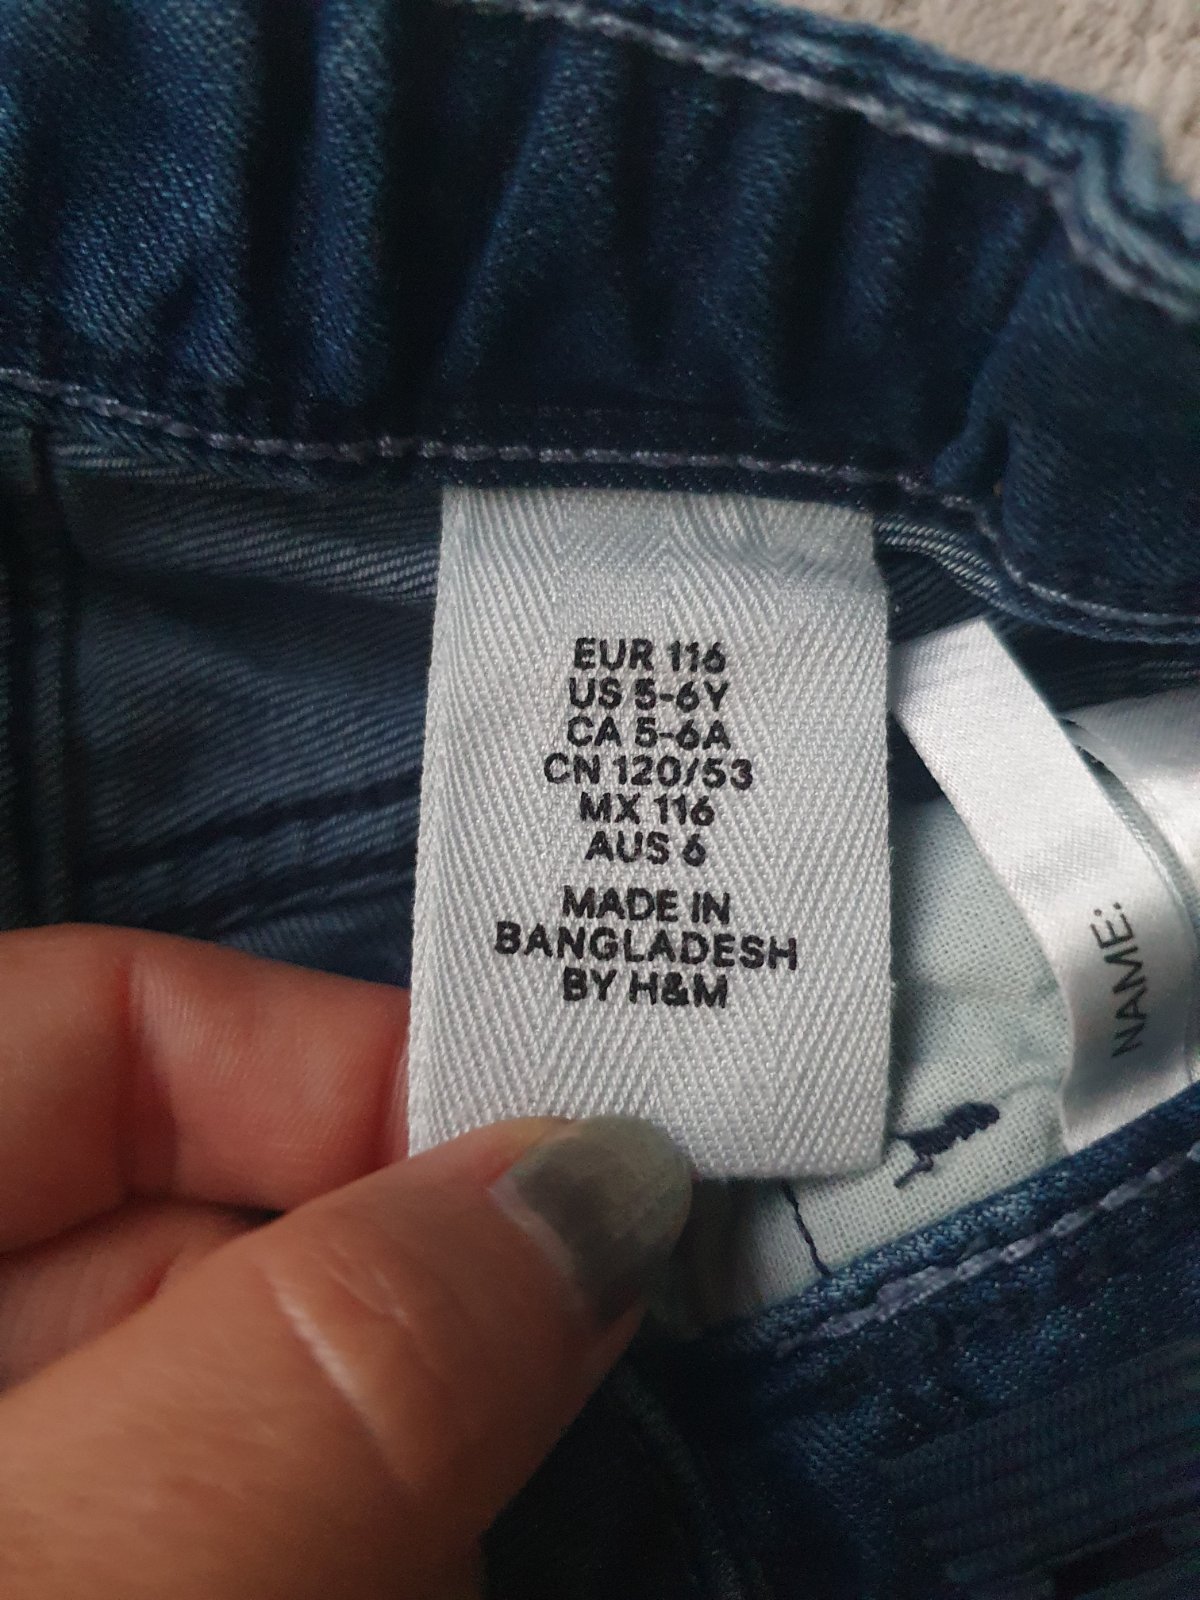 EUR 116
US 5-6Y
CA 5-6A
CN 120/53
MX 116
AUS 6
MADE IN
BANGLADESH
BY H&M
NAME: